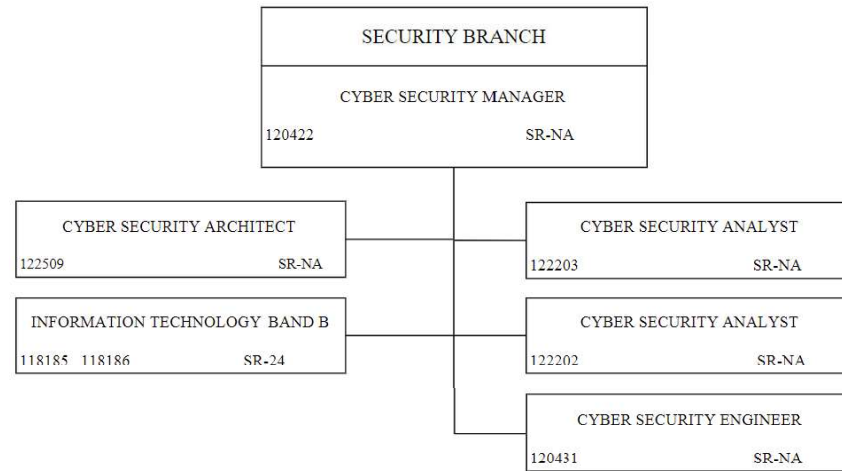 SECURITY BRANCH
CYBER SECURITY MANAGER
120422 SR-NA
CYBER SECURITY ARCHITECT
122509 SR-NA
CYBER SECURITY ANALYST
122203 SR-NA
INFORMATION TECHNOLOGY BAND B
118185 118186 SR-24
CYBER SECURITY ANALYST
122202 SR-NA
CYBER SECURITY ENGINEER
120431 SR-NA